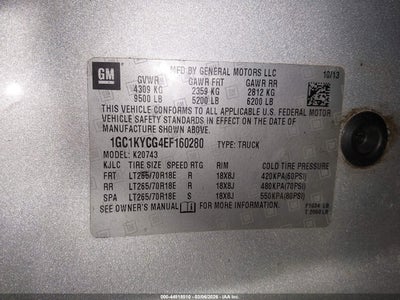 GM
MFD BY GENERAL MOTORS LLC
10/13
GVWR GAWR FRT GAWR RR
4309 KG 2359 KG 2812 KG
9500 LB 5200 LB 6200 LB
THIS VEHICLE CONFORMS TO ALL APPLICABLE U.S. FEDERAL MOTOR
VEHICLE SAFETY STANDARDS IN EFFECT ON THE DATE OF
MANUFACTURE SHOWN ABOVE.
1GC1KYCG4EF160280 TYPE: TRUCK
MODEL: K20743
KJLC TIRE SIZE SPEED RTG RIM COLD TIRE PRESSURE
FRT LT265/70R18E R 18X8J 420KPA(60PSI)
RR LT265/70R18E R 18X8J 480KPA(70PSI)
SPA LT265/70R18E S 18X8J 550KPA(80PSI)
SEE OWNER'S MANUAL FOR MORE INFORMATION.